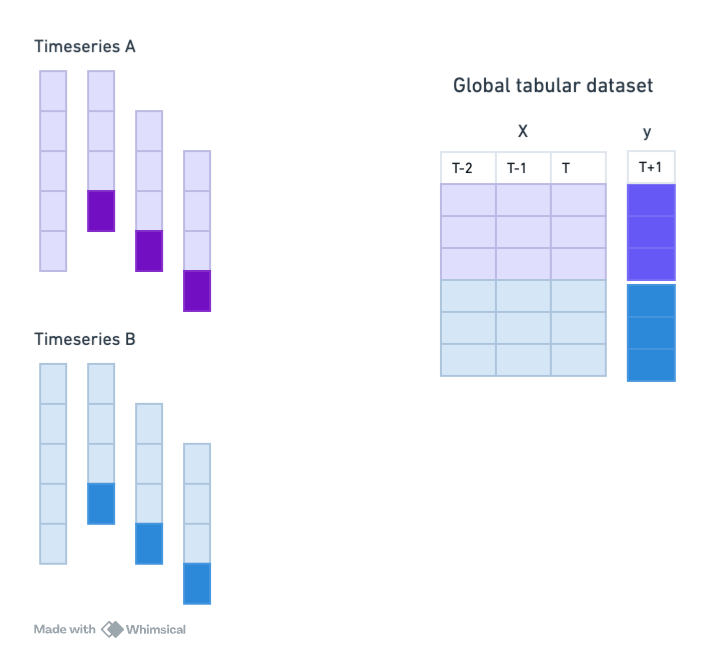 Timeseries A
Global tabular dataset
X y
T-2 T-1 T T+1
Timeseries B
Made with Whimsical